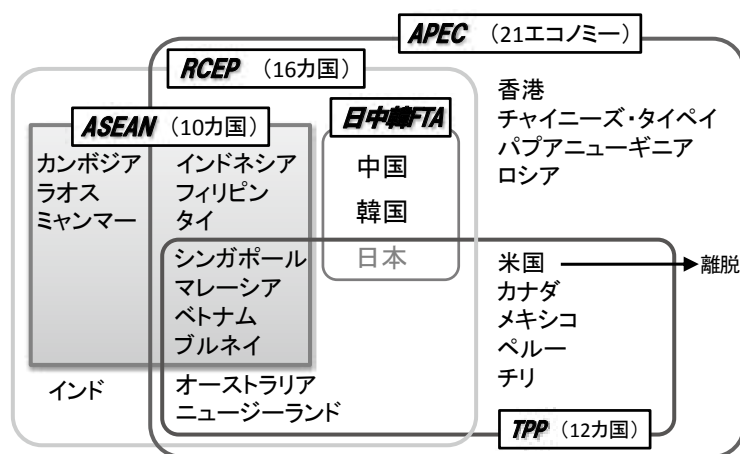 APEC （21エコノミー）
RCEP （16カ国）
ASEAN （10カ国）
日中韓FTA
カンボジア
ラオス
ミャンマー
インドネシア
フィリピン
タイ
シンガポール
マレーシア
ベトナム
ブルネイ
インド
オーストラリア
ニュージーランド
中国
韓国
日本
香港
チャイニーズ・タイペイ
パプアニューギニア
ロシア
米国
離脱
カナダ
メキシコ
ペルー
チリ
TPP （12カ国）